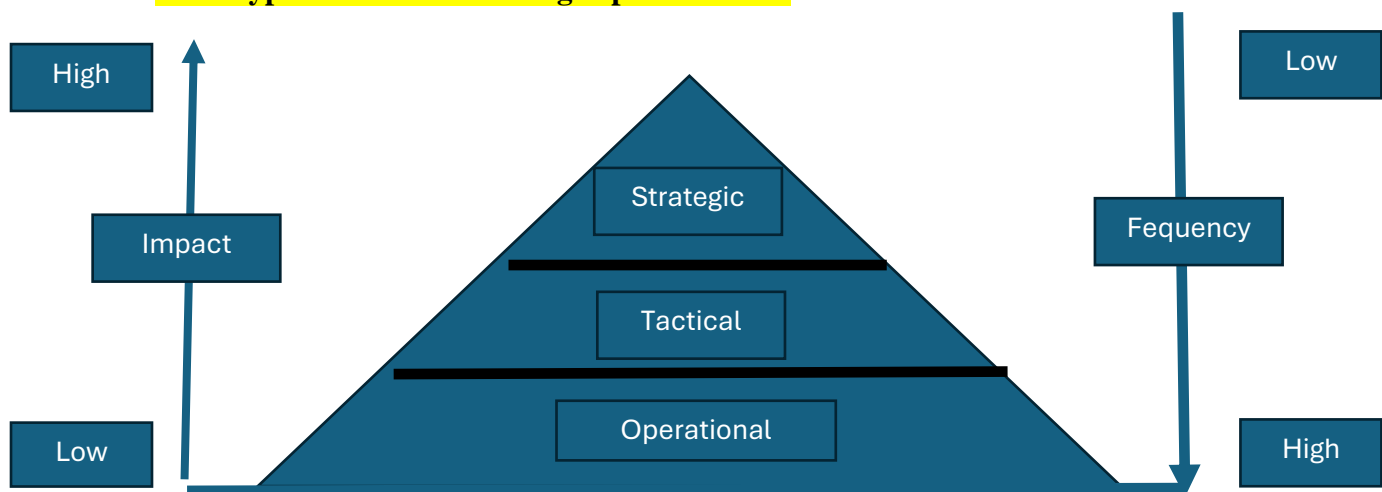 High
Low
Strategic
Impact
Fequency
Tactical
Operational
Low
High